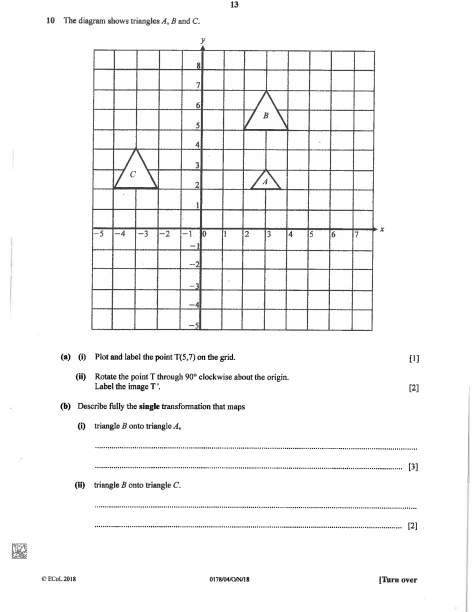 13
10 The diagram shows triangles A, B and C.
y
8
7
6
5
B
4
3
C
A
2
1
-5 -4 -3 -2 -1 0 1 2 3 4 5 6 7 x
-1
-2
-3
-4
-5
(a) (i) Plot and label the point T(5,7) on the grid. [1]
(ii) Rotate the point T through 90° clockwise about the origin.
Label the image T'. [2]
(b) Describe fully the single transformation that maps
(i) triangle B onto triangle A,
[3]
(ii) triangle B onto triangle C.
[2]
© ECoL 2018 0178/04/O/N/18 [Turn over